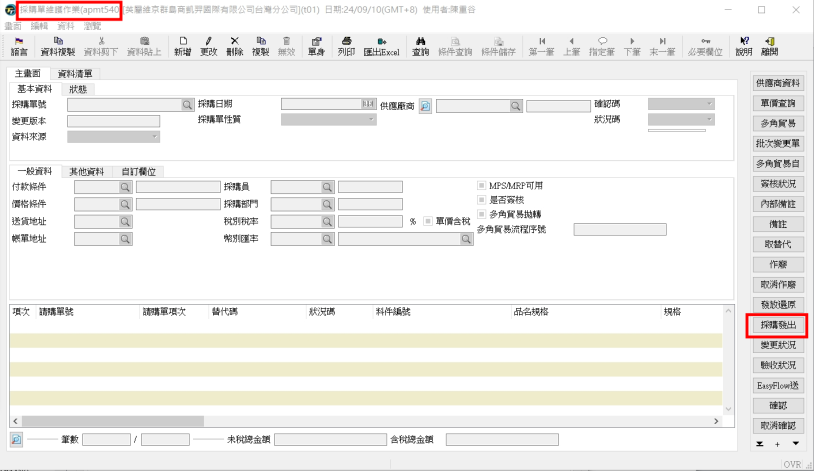 採購單維護作業(apmt540)[英屬維京群島商凱羿國際有限公司台灣分公司](t01) 日期:24/09/10(GMT+8) 使用者:陳重谷
畫面 編輯 資料 瀏覽
語言 資料複製 資料剪下 資料貼上 新增 更改 刪除 複製 無效 單身 列印 匯出Excel 查詢 條件查詢 條件儲存 第一筆 上筆 指定筆 下筆 末一筆 必要欄位 說明 離開
主畫面 資料清單
基本資料 狀態
採購單號 採購日期 供應廠商 確認碼
變更版本 採購單性質 狀況碼
資料來源
一般資料 其他資料 自訂欄位
付款條件 採購員 MPS/MRP可用
價格條件 採購部門 是否簽核
送貨地址 稅別稅率 % 單價含稅 多角貿易拋轉
帳單地址 幣別匯率 多角貿易流程序號
項次 請購單號 請購單項次 替代碼 狀況碼 料件編號 品名規格 規格
筆數 / 未稅總金額 含稅總金額
供應商資料
單價查詢
多角貿易
批次變更單
多角貿易自
簽核狀況
內部備註
備註
取替代
作廢
取消作廢
發放還原
採購發出
變更狀況
驗收狀況
EasyFlow送
確認
取消確認
OVR